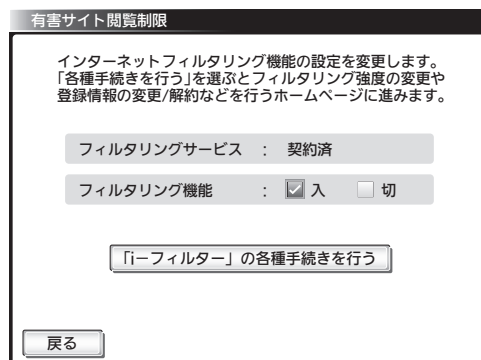 有害サイト閲覧制限
インターネットフィルタリング機能の設定を変更します。
「各種手続きを行う」を選ぶとフィルタリング強度の変更や
登録情報の変更/解約などを行うホームページに進みます。
フィルタリングサービス : 契約済
フィルタリング機能 : 入 切
「iーフィルター」の各種手続きを行う
戻る